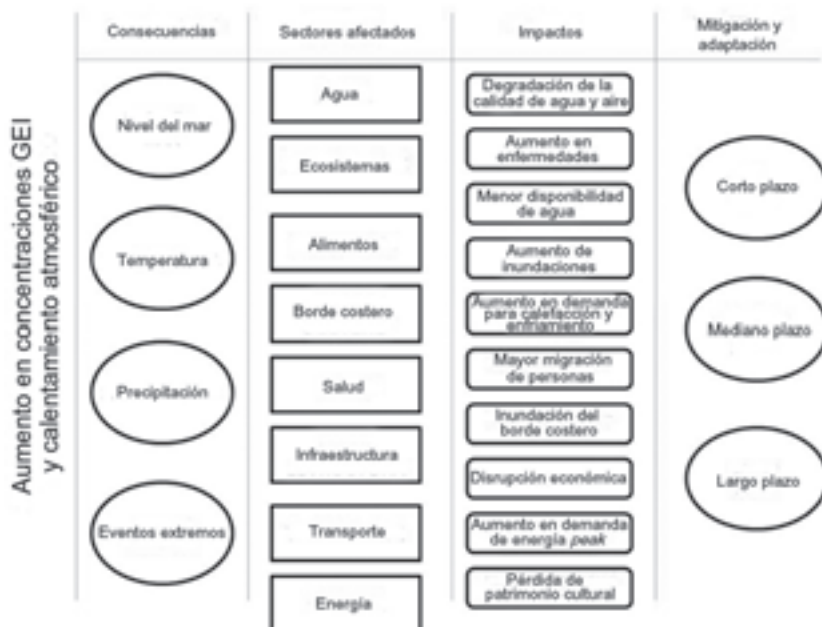 Aumento en concentraciones GEI
y calentamiento atmosférico
Consecuencias
Nivel del mar
Temperatura
Precipitación
Eventos extremos
Sectores afectados
Agua
Ecosistemas
Alimentos
Borde costero
Salud
Infraestructura
Transporte
Energía
Impactos
Degradación de la
calidad de agua y aire
Aumento en
enfermedades
Menor disponibilidad
de agua
Aumento de
inundaciones
Aumento en demanda
para calefacción y
enfriamiento
Mayor migración
de personas
Inundación del
borde costero
Disrupción económica
Aumento en demanda
de energía peak
Pérdida de
patrimonio cultural
Mitigación y
adaptación
Corto plazo
Mediano plazo
Largo plazo